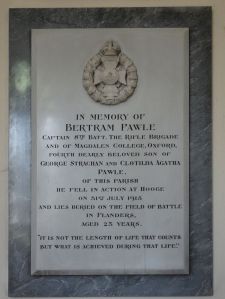 IN MEMORY OF
BERTRAM PAWLE
CAPTAIN 8TH BATT. THE RIFLE BRIGADE
AND OF MAGDALEN COLLEGE, OXFORD,
FOURTH DEARLY BELOVED SON OF
GEORGE STRACHAN AND CLOTILDA AGATHA
PAWLE,
OF THIS PARISH
HE FELL IN ACTION AT HOOGE
ON 31ST JULY 1915
AND LIES BURIED ON THE FIELD OF BATTLE
IN FLANDERS,
AGED 25 YEARS.
"IT IS NOT THE LENGTH OF LIFE THAT COUNTS
BUT WHAT IS ACHIEVED DURING THAT LIFE."